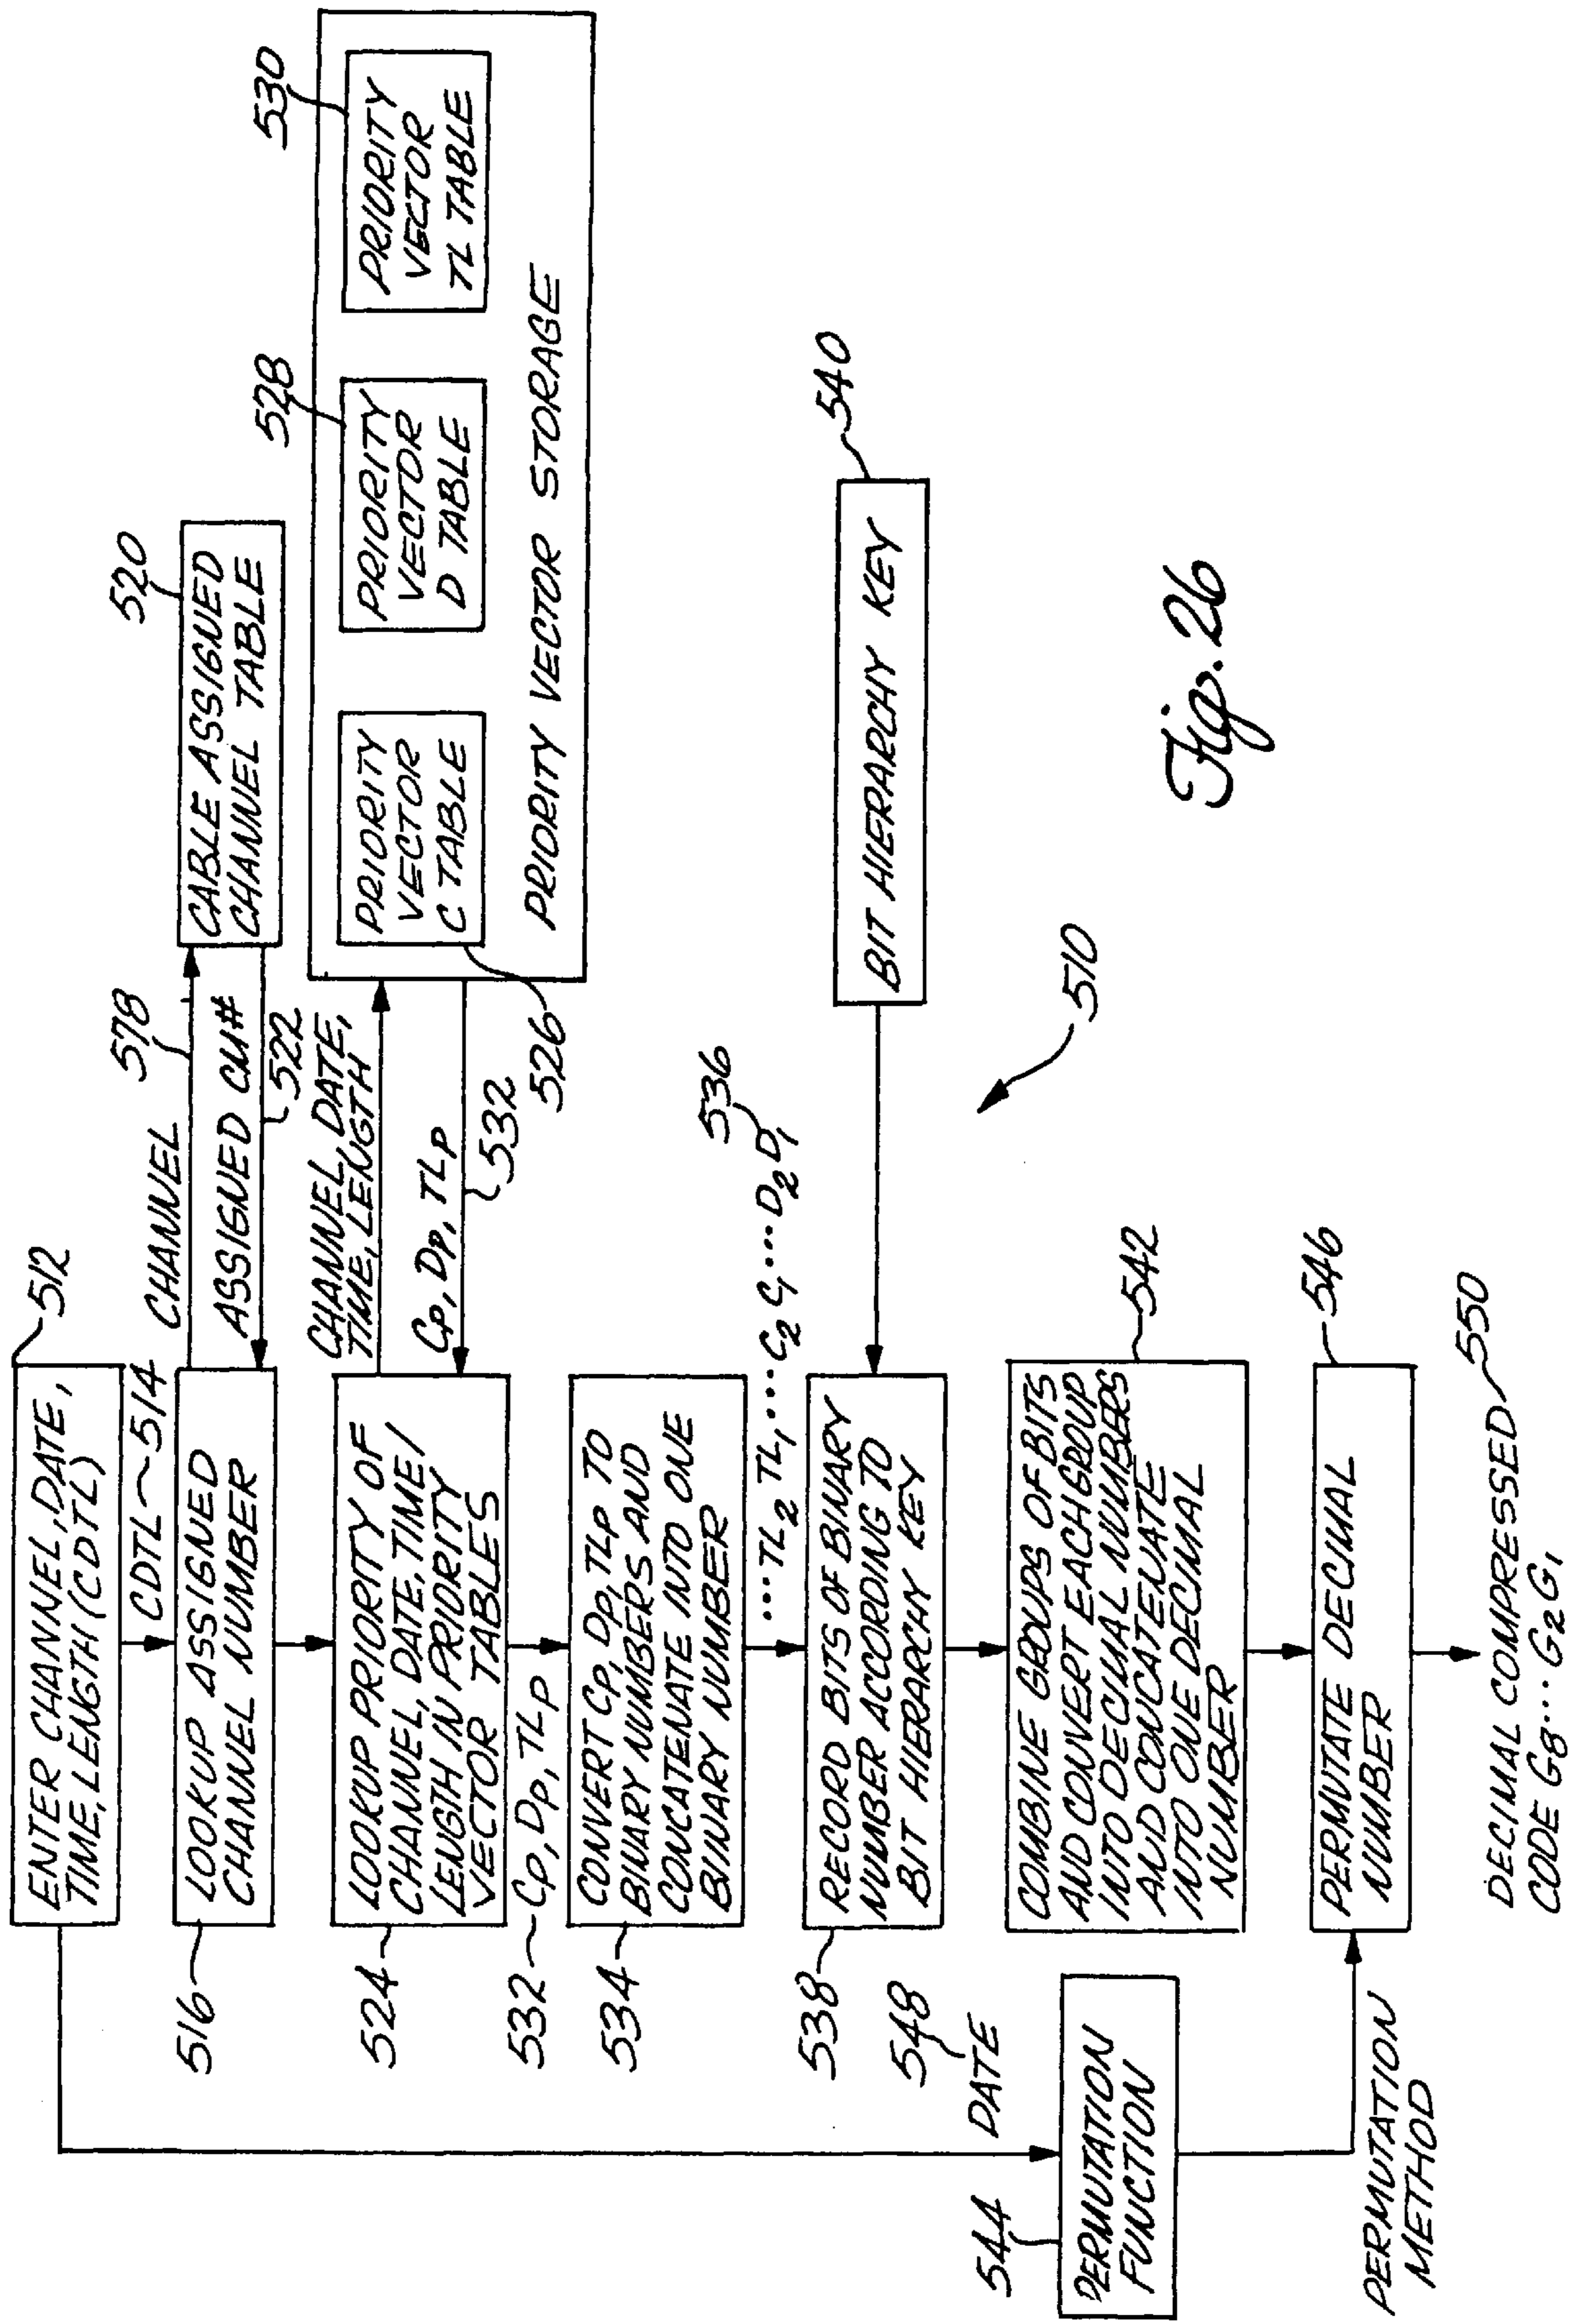 ENTER CHANNEL, DATE,
TIME, LENGTH (CDTL)
512
CDTL 514
LOOKUP ASSIGNED
CHANNEL NUMBER
516
CHANNEL
578
ASSIGNED CH#
522
CABLE ASSIGNED
CHANNEL TABLE
520
LOOKUP PRIORITY OF
CHANNEL, DATE, TIME/
LENGTH IN PRIORITY
VECTOR TABLES
524
CHANNEL, DATE,
TIME, LENGTH
Cp, Dp, TLp
532
526
PRIORITY
VECTOR
C TABLE
PRIORITY
VECTOR
D TABLE
528
PRIORITY
VECTOR
TL TABLE
530
PRIORITY VECTOR STORAGE
532 Cp, Dp, TLp
CONVERT Cp, Dp, TLp TO
BINARY NUMBERS AND
CONCATENATE INTO ONE
BINARY NUMBER
534
...TL2 TL1...C2 C1...D2 D1
536
RECORD BITS OF BINARY
NUMBER ACCORDING TO
BIT HIERARCHY KEY
538
BIT HIERARCHY KEY
540
COMBINE GROUPS OF BITS
AND CONVERT EACH GROUP
INTO DECIMAL NUMBERS
AND CONCATENATE
INTO ONE DECIMAL
NUMBER
542
548
DATE
PERMUTATION
FUNCTION
544
PERMUTATION
METHOD
PERMUTATE DECIMAL
NUMBER
546
DECIMAL COMPRESSED
CODE G8...G2G1
550
510
Fig. 26